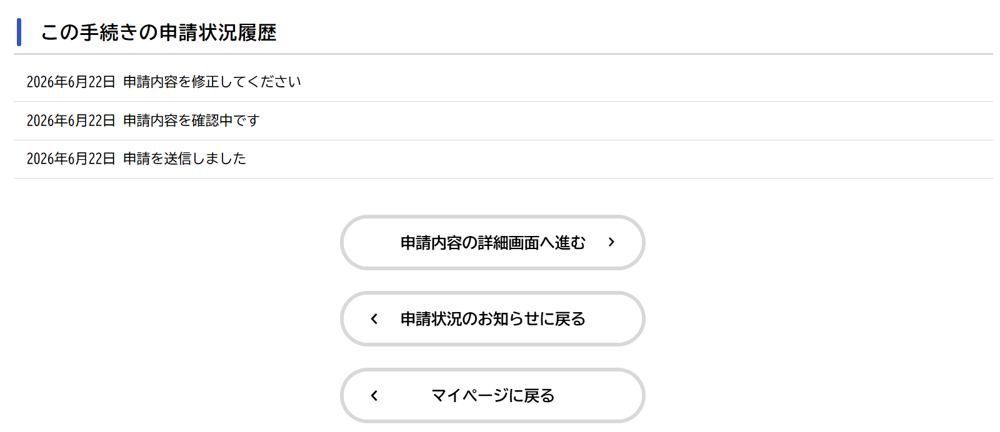 この手続きの申請状況履歴
2026年6月22日 申請内容を修正してください
2026年6月22日 申請内容を確認中です
2026年6月22日 申請を送信しました
申請内容の詳細画面へ進む
申請状況のお知らせに戻る
マイページに戻る